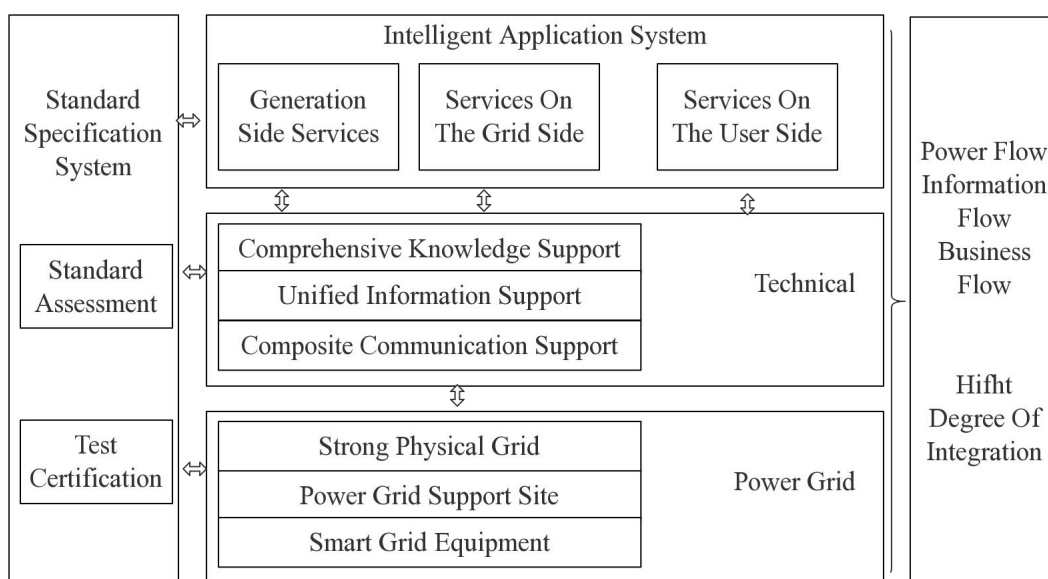 Standard
Specification
System
Standard
Assessment
Test
Certification
Intelligent Application System
Generation
Side Services
Services On
The Grid Side
Services On
The User Side
Comprehensive Knowledge Support
Unified Information Support
Composite Communication Support
Technical
Strong Physical Grid
Power Grid Support Site
Smart Grid Equipment
Power Grid
Power Flow
Information
Flow
Business
Flow
Hifht
Degree Of
Integration